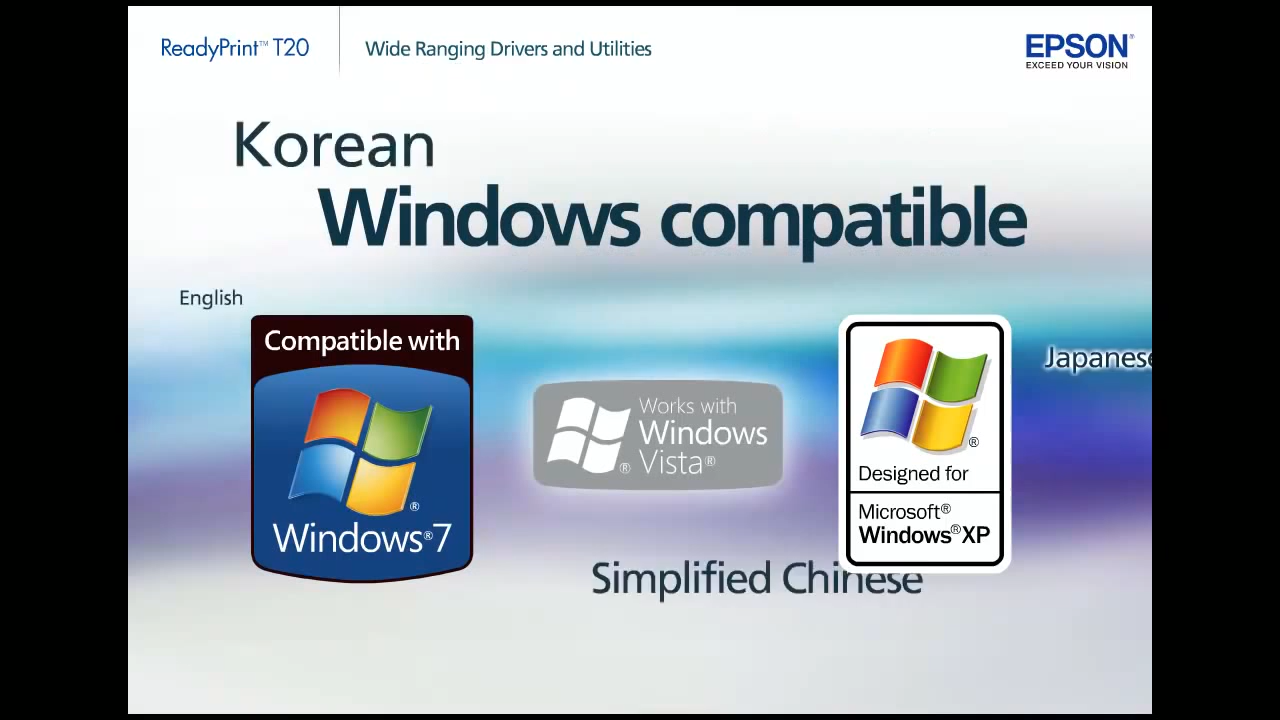 ReadyPrint™ T20
Wide Ranging Drivers and Utilities
EPSON®
EXCEED YOUR VISION
Korean
Windows compatible
English
Compatible with
Windows®7
Works with
Windows
Vista®
®
®
Designed for
Microsoft®
Windows®XP
®
Japanese
Simplified Chinese